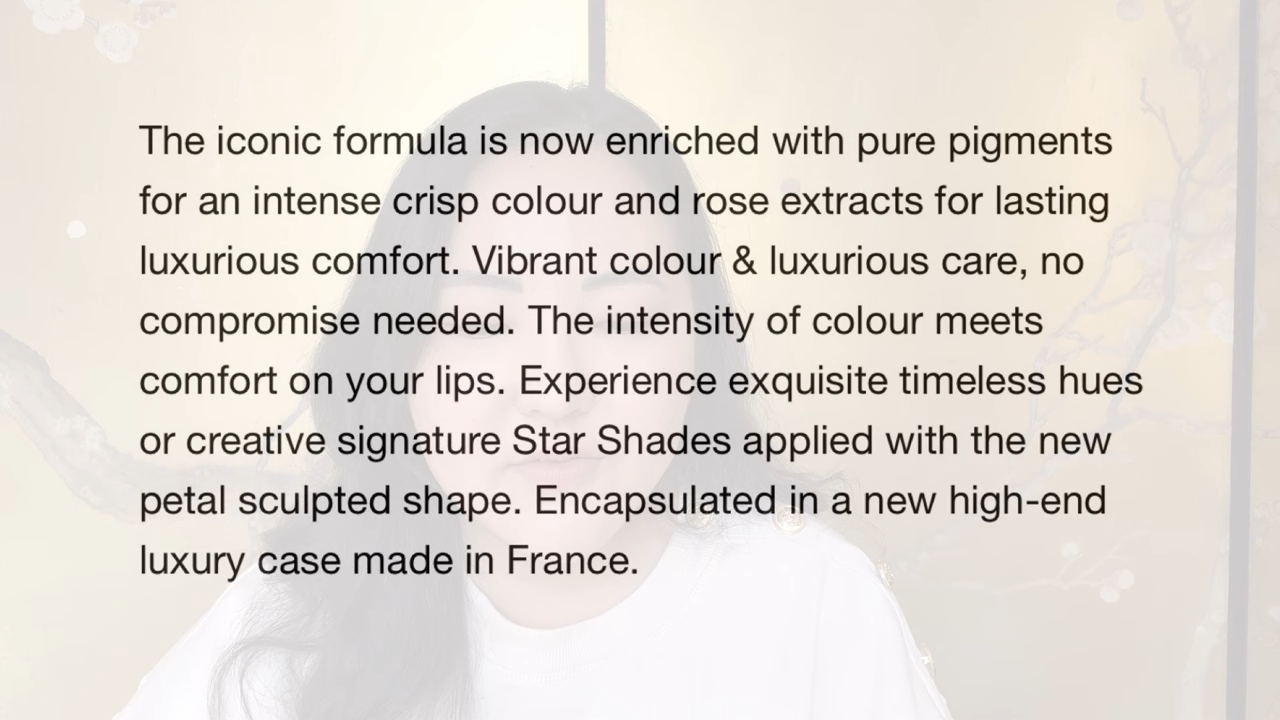 The iconic formula is now enriched with pure pigments
for an intense crisp colour and rose extracts for lasting
luxurious comfort. Vibrant colour & luxurious care, no
compromise needed. The intensity of colour meets
comfort on your lips. Experience exquisite timeless hues
or creative signature Star Shades applied with the new
petal sculpted shape. Encapsulated in a new high-end
luxury case made in France.